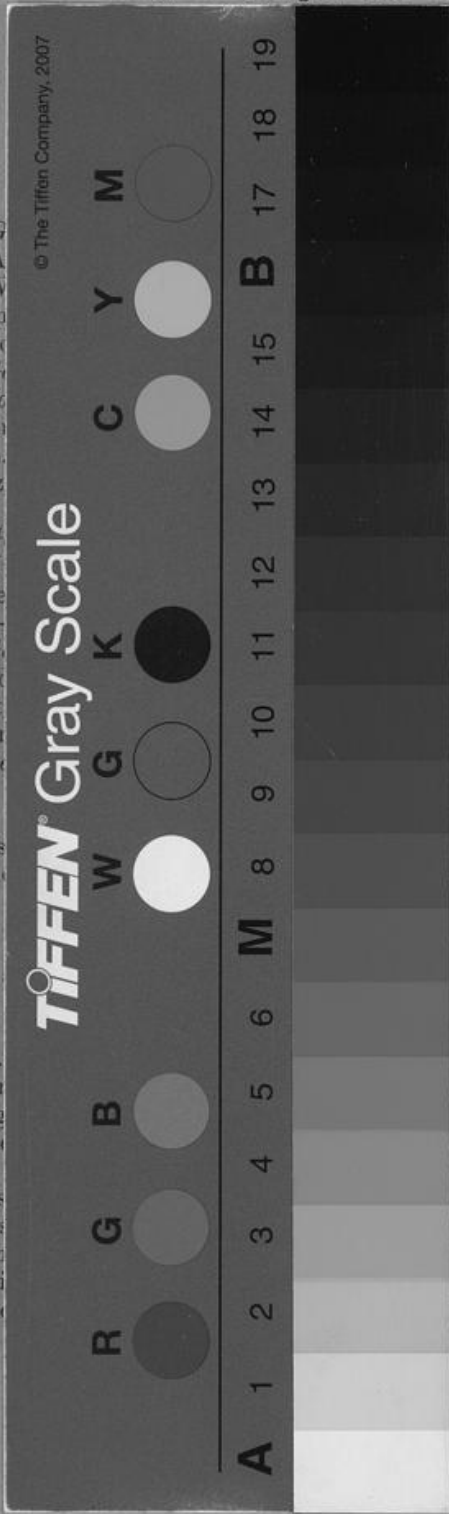 © The Tiffen Company, 2007
TIFFEN® Gray Scale
R G B W G K C Y M
A 1 2 3 4 5 6 M 8 9 10 11 12 13 14 15 B 17 18 19